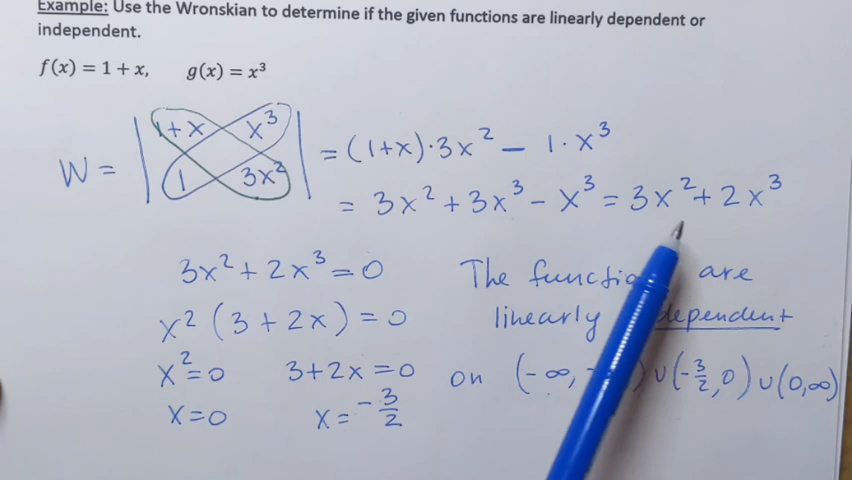 Example: Use the Wronskian to determine if the given functions are linearly dependent or
independent.
f(x) = 1 + x, g(x) = x³
W = | 1+x x³ | = (1+x)·3x² − 1·x³
| 1 3x² | = 3x² + 3x³ − x³ = 3x² + 2x³
3x² + 2x³ = 0
x² (3 + 2x) = 0
x² = 0 3 + 2x = 0
x = 0 x = −3/2
The are
linearly
on (−∞, ) ∪ (−3/2, 0) ∪ (0, ∞)